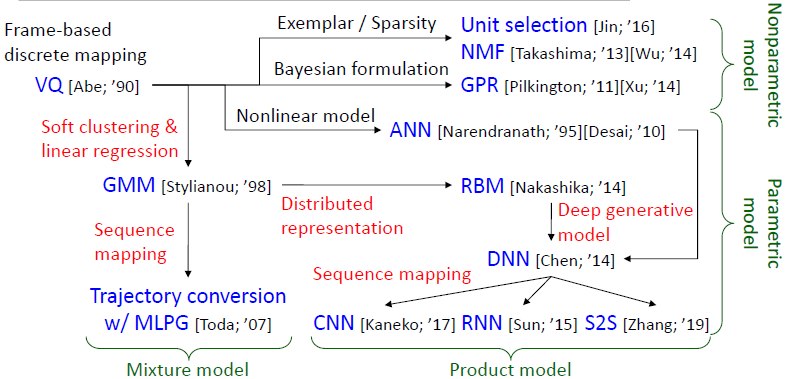 Frame-based
discrete mapping
VQ [Abe; ’90]
Exemplar / Sparsity
Unit selection [Jin; ’16]
NMF [Takashima; ’13][Wu; ’14]
Bayesian formulation
GPR [Pilkington; ’11][Xu; ’14]
Nonparametric
model
Nonlinear model
ANN [Narendranath; ’95][Desai; ’10]
Soft clustering &
linear regression
GMM [Stylianou; ’98]
Distributed
representation
RBM [Nakashika; ’14]
Deep generative
model
Parametric
model
Sequence
mapping
DNN [Chen; ’14]
Sequence mapping
Trajectory conversion
w/ MLPG [Toda; ’07]
CNN [Kaneko; ’17]
RNN [Sun; ’15]
S2S [Zhang; ’19]
Mixture model
Product model